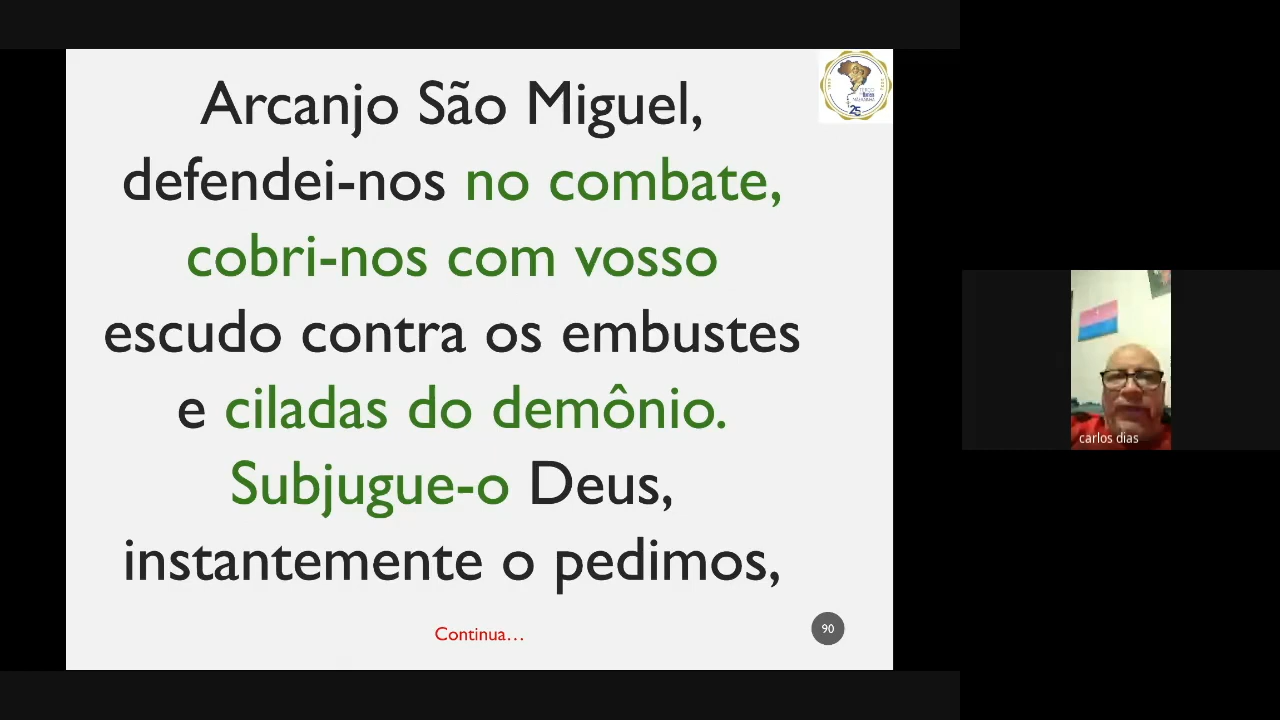 Arcanjo São Miguel,
defendei-nos no combate,
cobri-nos com vosso
escudo contra os embustes
e ciladas do demônio.
Subjugue-o Deus,
instantemente o pedimos,
Continua...
90
25
carlos dias